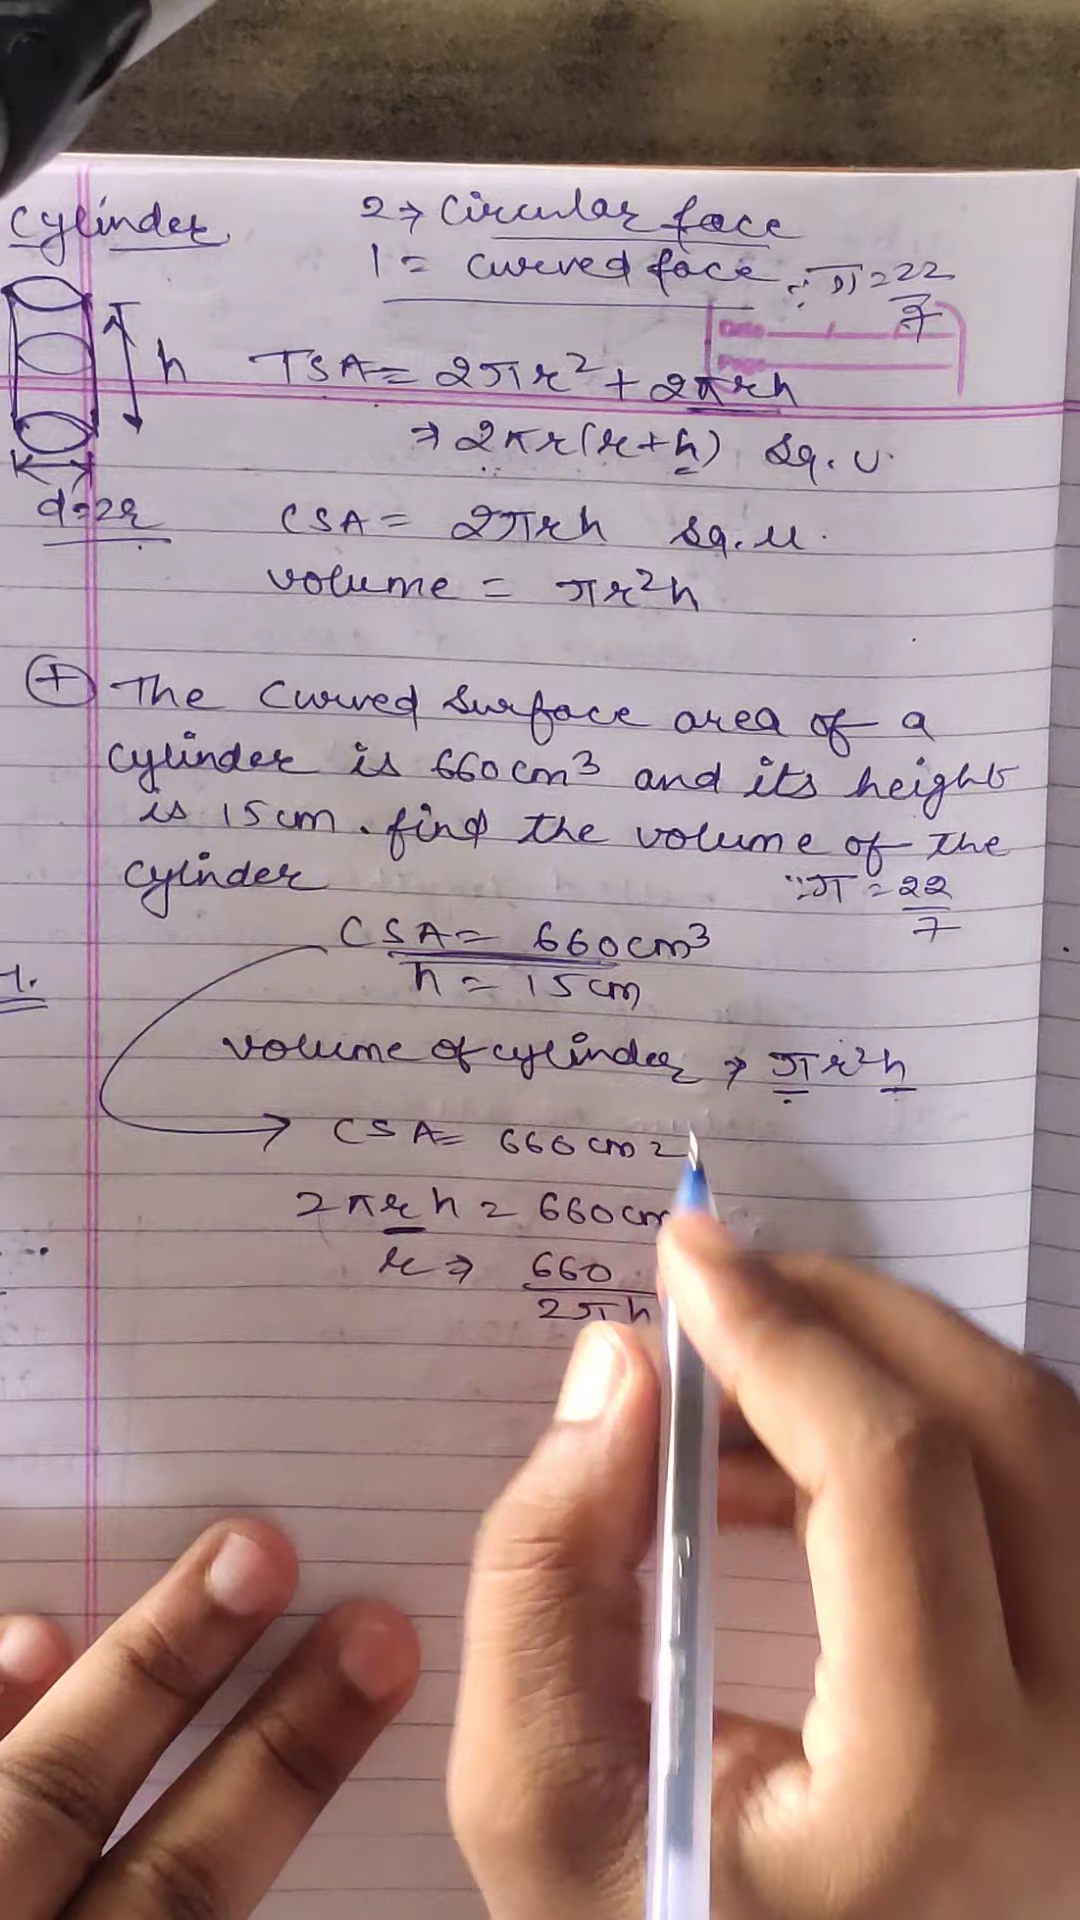 Cylinder
2→ Circular face
1 = curved face ∵ π = 22/7
Date
Page
h
TSA = 2πr² + 2πrh
⇒ 2πr(r+h) sq. u.
d=2r
CSA = 2πrh sq. u.
volume = πr²h
+ The curved surface area of a
cylinder is 660 cm³ and its height
is 15 cm. find the volume of the
cylinder
∵ π = 22/7
CSA = 660 cm³
h = 15 cm
volume of cylinder → πr²h
→ CSA = 660 cm2
2πrh = 660 cm
r ⇒ 660/2πh